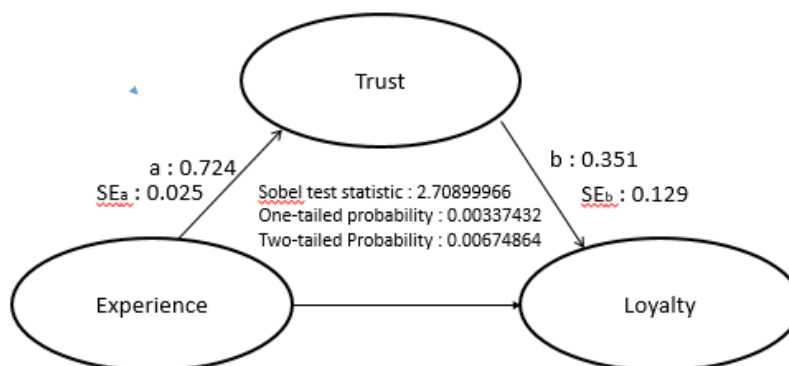 Trust
a : 0.724
SEa : 0.025
b : 0.351
SEb : 0.129
Sobel test statistic : 2.70899966
One-tailed probability : 0.00337432
Two-tailed Probability : 0.00674864
Experience
Loyalty